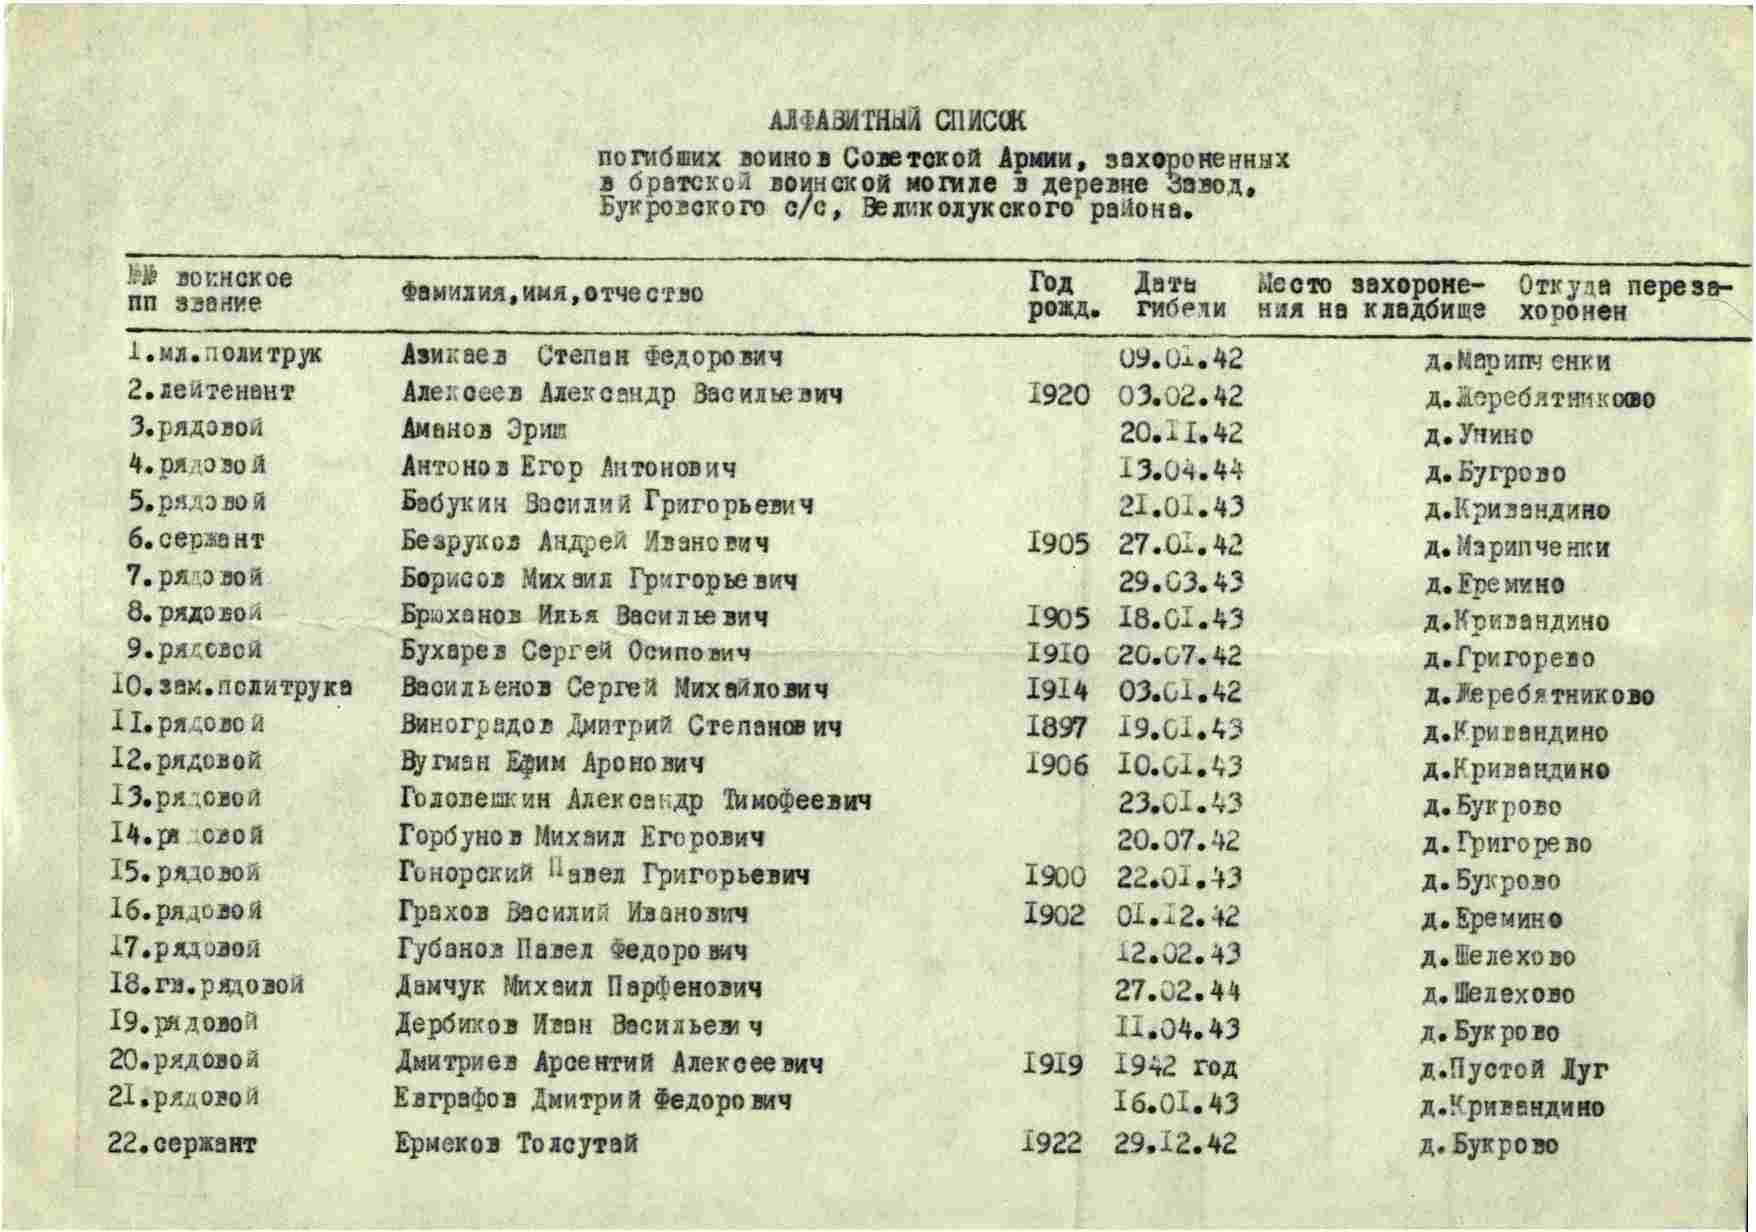 АЛФАВИТНЫЙ СПИСОК
погибших воинов Советской Армии, захороненных
в братской воинской могиле в деревне Завод,
Букровского с/с, Великолукского района.
№№ воинское Фамилия,имя,отчество Год Дата Место захороне- Откуда переза-
пп звание рожд. гибели ния на кладбище хоронен
1.мл.политрук Азикаев Степан Федорович 09.01.42 д.Марипченки
2.лейтенант Алексеев Александр Васильевич 1920 03.02.42 д.Жеребятниково
3.рядовой Аманов Эриш 20.11.42 д.Унино
4.рядовой Антонов Егор Антонович 13.04.44 д.Бугрово
5.рядовой Бабукин Василий Григорьевич 21.01.43 д.Кривандино
6.сержант Безруков Андрей Иванович 1905 27.01.42 д.Марипченки
7.рядовой Борисов Михаил Григорьевич 29.03.43 д.Еремино
8.рядовой Брюханов Илья Васильевич 1905 18.01.43 д.Кривандино
9.рядовой Бухарев Сергей Осипович 1910 20.07.42 д.Григорево
10.зам.политрука Васильенов Сергей Михайлович 1914 03.01.42 д.Жеребятниково
11.рядовой Виноградов Дмитрий Степанович 1897 19.01.43 д.Кривандино
12.рядовой Вугман Ефим Аронович 1906 10.01.43 д.Кривандино
13.рядовой Головешкин Александр Тимофеевич 23.01.43 д.Букрово
14.рядовой Горбунов Михаил Егорович 20.07.42 д.Григорево
15.рядовой Гонорский Павел Григорьевич 1900 22.01.43 д.Букрово
16.рядовой Грахов Василий Иванович 1902 01.12.42 д.Еремино
17.рядовой Губанов Павел Федорович 12.02.43 д.Шелехово
18.гв.рядовой Дамчук Михаил Парфенович 27.02.44 д.Шелехово
19.рядовой Дербиков Иван Васильевич 11.04.43 д.Букрово
20.рядовой Дмитриев Арсентий Алексеевич 1919 1942 год д.Пустой Луг
21.рядовой Евграфов Дмитрий Федорович 16.01.43 д.Кривандино
22.сержант Ермеков Толсутай 1922 29.12.42 д.Букрово